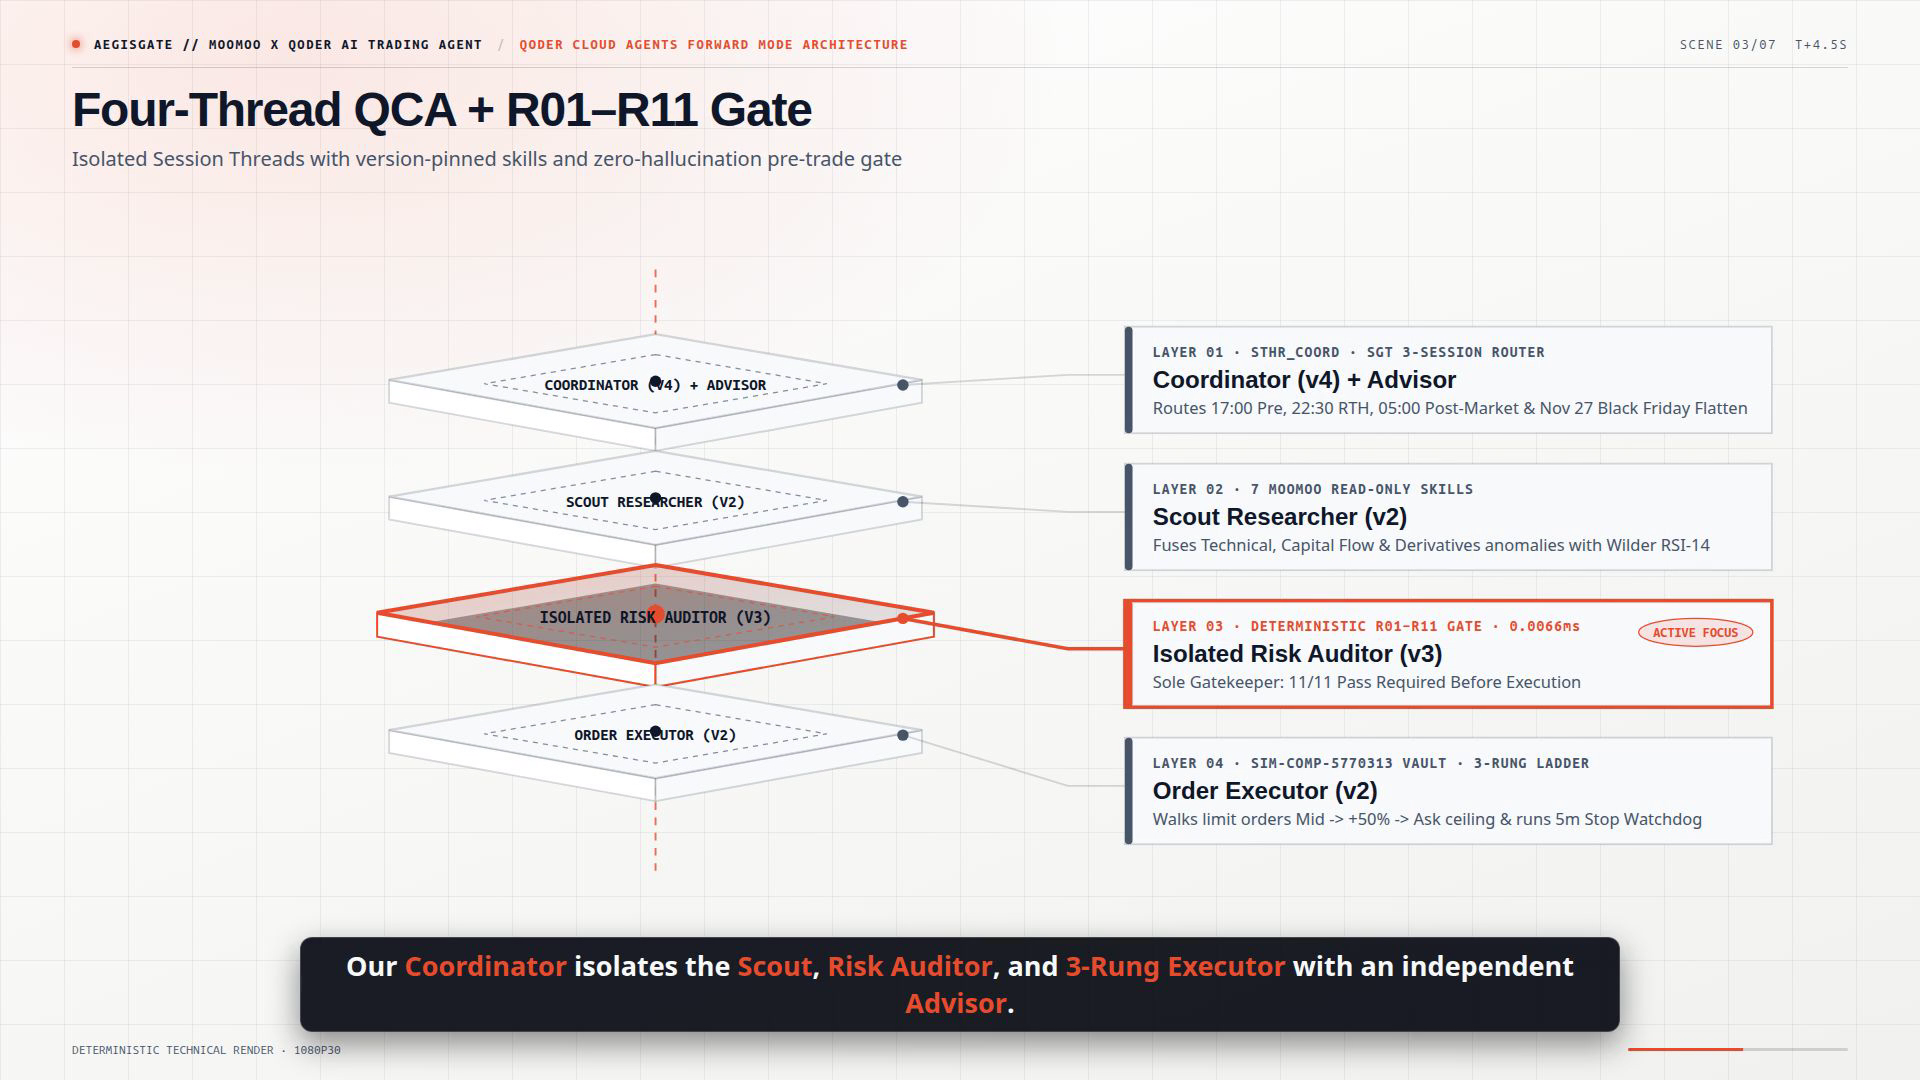 AEGISGATE // MOOMOO X QODER AI TRADING AGENT / QODER CLOUD AGENTS FORWARD MODE ARCHITECTURE
SCENE 03/07 T+4.5S
Four-Thread QCA + R01–R11 Gate
Isolated Session Threads with version-pinned skills and zero-hallucination pre-trade gate
COORDINATOR (V4) + ADVISOR
SCOUT RESEARCHER (V2)
ISOLATED RISK AUDITOR (V3)
ORDER EXECUTOR (V2)
LAYER 01 · STHR_COORD · SGT 3-SESSION ROUTER
Coordinator (v4) + Advisor
Routes 17:00 Pre, 22:30 RTH, 05:00 Post-Market & Nov 27 Black Friday Flatten
LAYER 02 · 7 MOOMOO READ-ONLY SKILLS
Scout Researcher (v2)
Fuses Technical, Capital Flow & Derivatives anomalies with Wilder RSI-14
LAYER 03 · DETERMINISTIC R01–R11 GATE · 0.0066ms
ACTIVE FOCUS
Isolated Risk Auditor (v3)
Sole Gatekeeper: 11/11 Pass Required Before Execution
LAYER 04 · SIM-COMP-5770313 VAULT · 3-RUNG LADDER
Order Executor (v2)
Walks limit orders Mid -> +50% -> Ask ceiling & runs 5m Stop Watchdog
Our Coordinator isolates the Scout, Risk Auditor, and 3-Rung Executor with an independent
Advisor.
DETERMINISTIC TECHNICAL RENDER · 1080P30